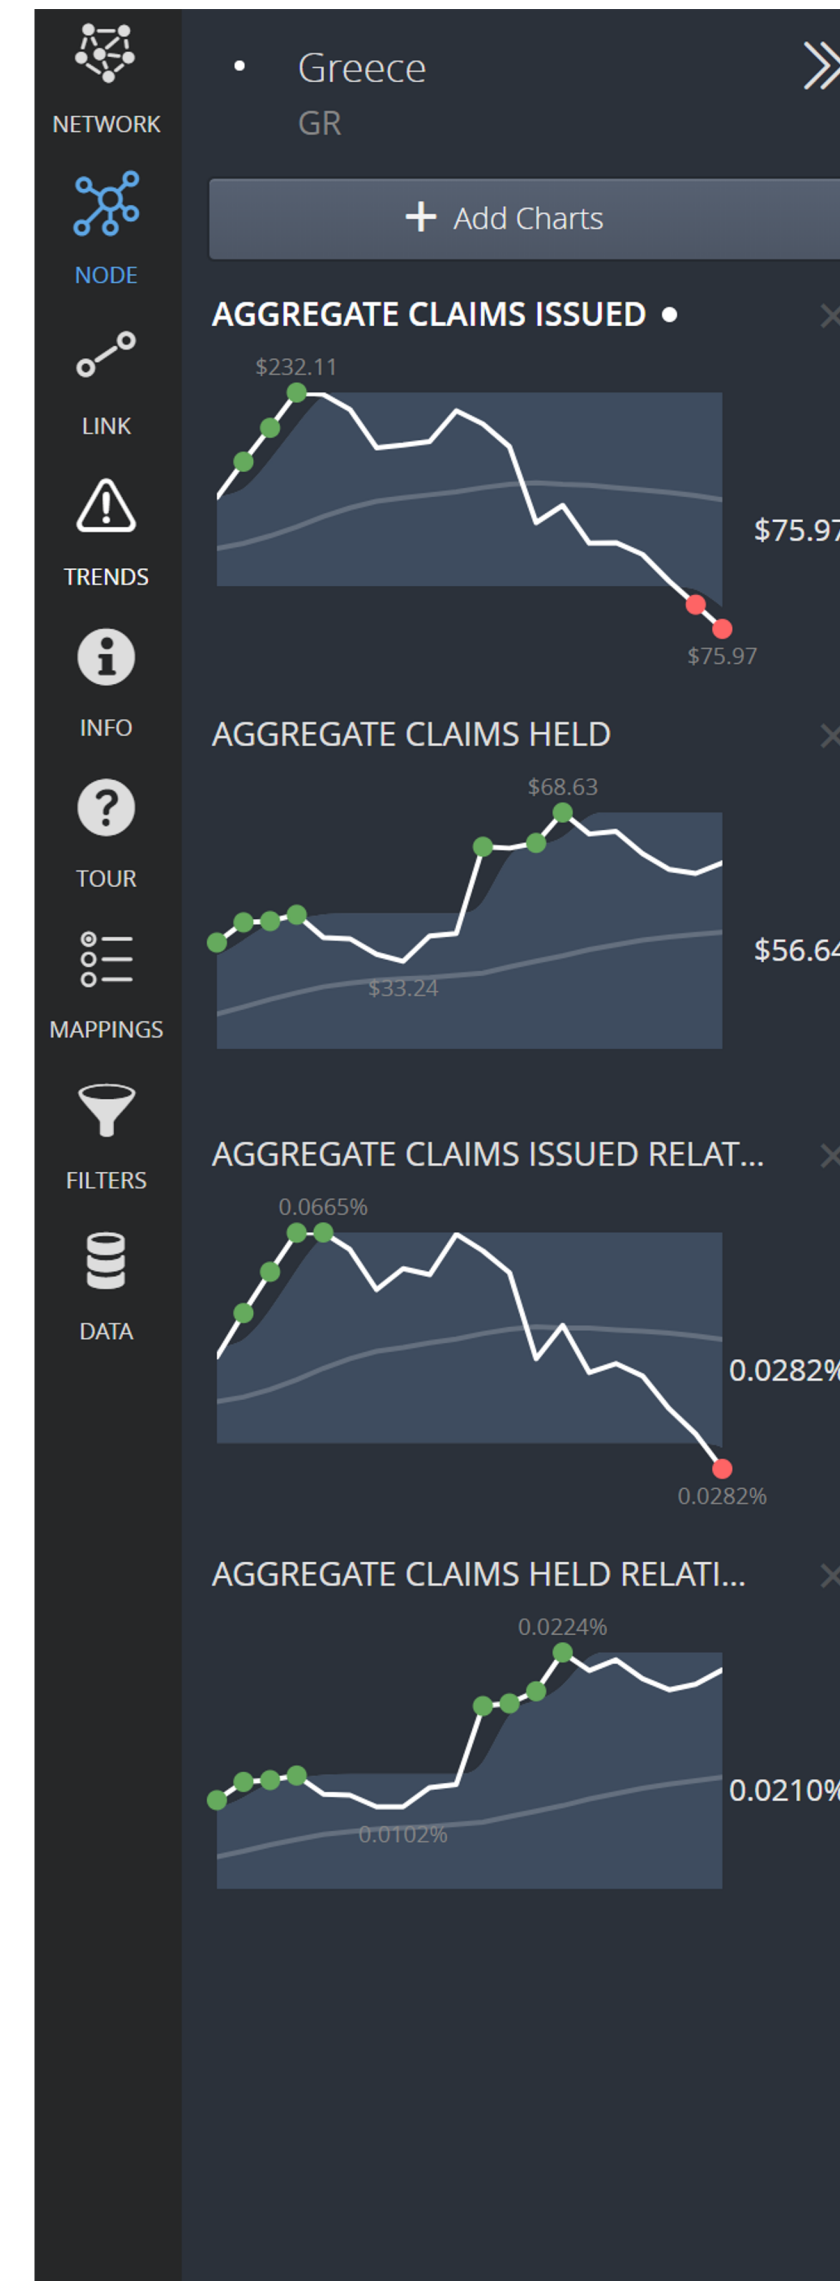 NETWORK
NODE
LINK
TRENDS
INFO
TOUR
MAPPINGS
FILTERS
DATA
Greece
GR
Add Charts
AGGREGATE CLAIMS ISSUED
$232.11
$75.97
$75.97
AGGREGATE CLAIMS HELD
$68.63
$33.24
$56.64
AGGREGATE CLAIMS ISSUED RELAT...
0.0665%
0.0282%
0.0282%
AGGREGATE CLAIMS HELD RELATI...
0.0224%
0.0102%
0.0210%